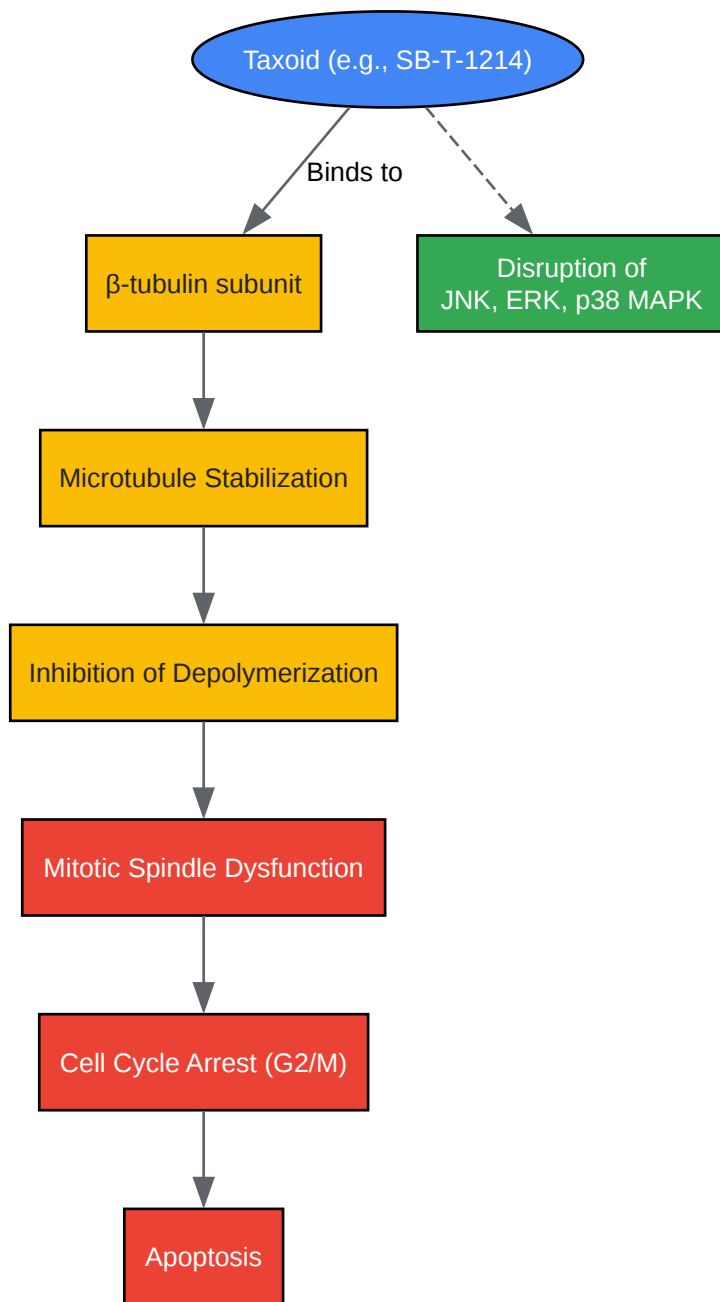 Taxoid (e.g., SB-T-1214)
Binds to
β-tubulin subunit
Disruption of
JNK, ERK, p38 MAPK
Microtubule Stabilization
Inhibition of Depolymerization
Mitotic Spindle Dysfunction
Cell Cycle Arrest (G2/M)
Apoptosis